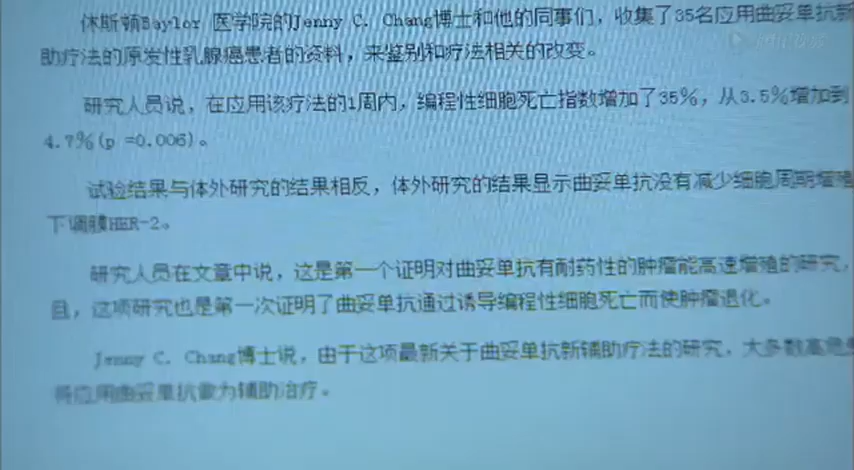 休斯顿Baylor 医学院的Jenny C. Chang博士和他的同事们，收集了35名应用曲妥单抗新
助疗法的原发性乳腺癌患者的资料，来鉴别和疗法相关的改变。
研究人员说，在应用该疗法的1周内，编程性细胞死亡指数增加了35%，从3.5%增加到
4.7%(p =0.006)。
试验结果与体外研究的结果相反，体外研究的结果显示曲妥单抗没有减少细胞周期增殖
下调膜HER-2。
研究人员在文章中说，这是第一个证明对曲妥单抗有耐药性的肿瘤能高速增殖的研究，
且，这项研究也是第一次证明了曲妥单抗通过诱导编程性细胞死亡而使肿瘤退化。
Jenny C. Chang博士说，由于这项最新关于曲妥单抗新辅助疗法的研究，大多数高危
将应用曲妥单抗做为辅助治疗。